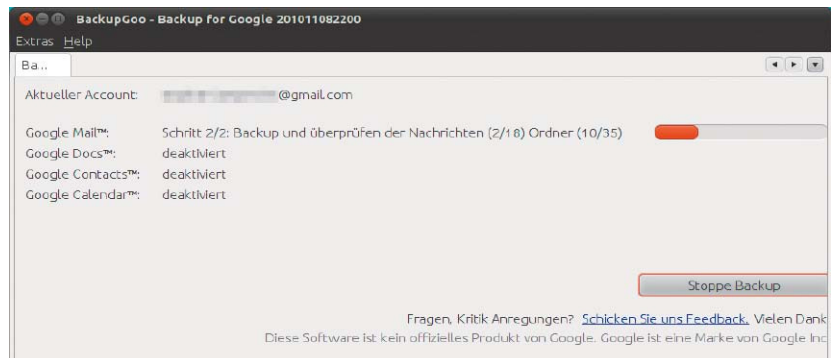 BackupGoo - Backup for Google 201011082200
Extras Help
Ba...
Aktueller Account: @gmail.com
Google Mail™: Schritt 2/2: Backup und überprüfen der Nachrichten (2/18) Ordner (10/35)
Google Docs™: deaktiviert
Google Contacts™: deaktiviert
Google Calendar™: deaktiviert
Stoppe Backup
Fragen, Kritik Anregungen? Schicken Sie uns Feedback. Vielen Dank
Diese Software ist kein offizielles Produkt von Google. Google ist eine Marke von Google Inc